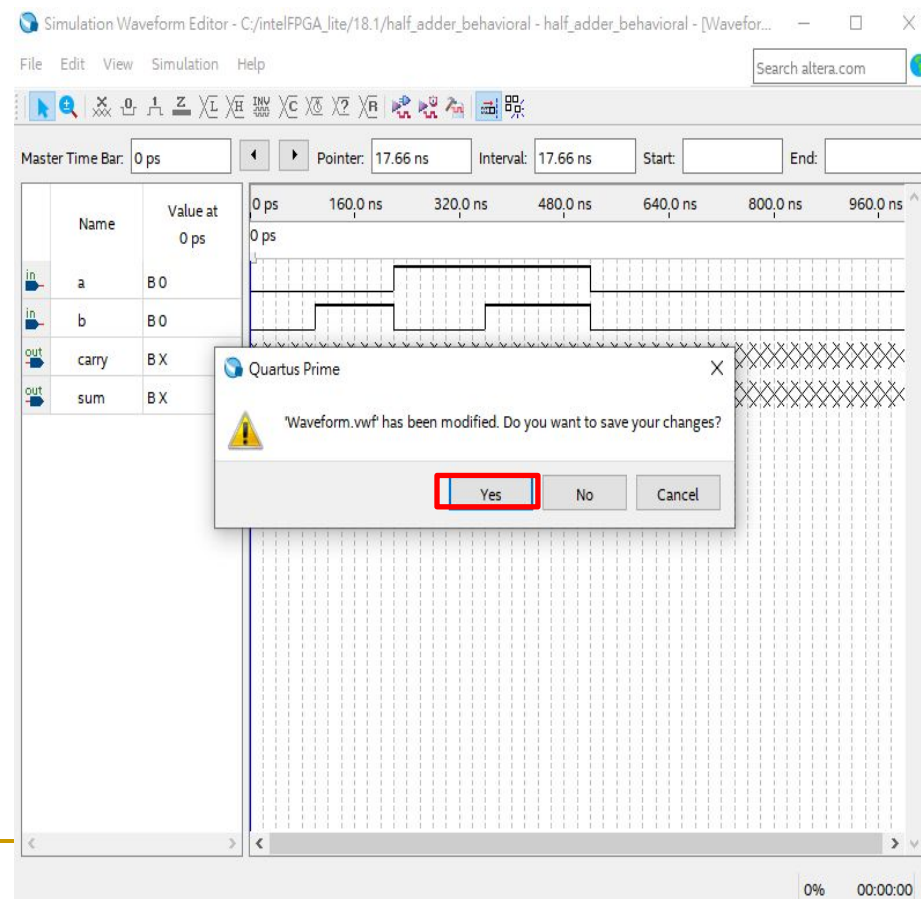 Simulation Waveform Editor - C:/intelFPGA_lite/18.1/half_adder_behavioral - half_adder_behavioral - [Wavefor...
File Edit View Simulation Help
Search altera.com
Master Time Bar: 0 ps Pointer: 17.66 ns Interval: 17.66 ns Start: End:
Name Value at 0 ps
0 ps 160.0 ns 320.0 ns 480.0 ns 640.0 ns 800.0 ns 960.0 ns
0 ps
in a B 0
in b B 0
out carry B X
out sum B X
Quartus Prime
'Waveform.vwf' has been modified. Do you want to save your changes?
Yes No Cancel
0% 00:00:00